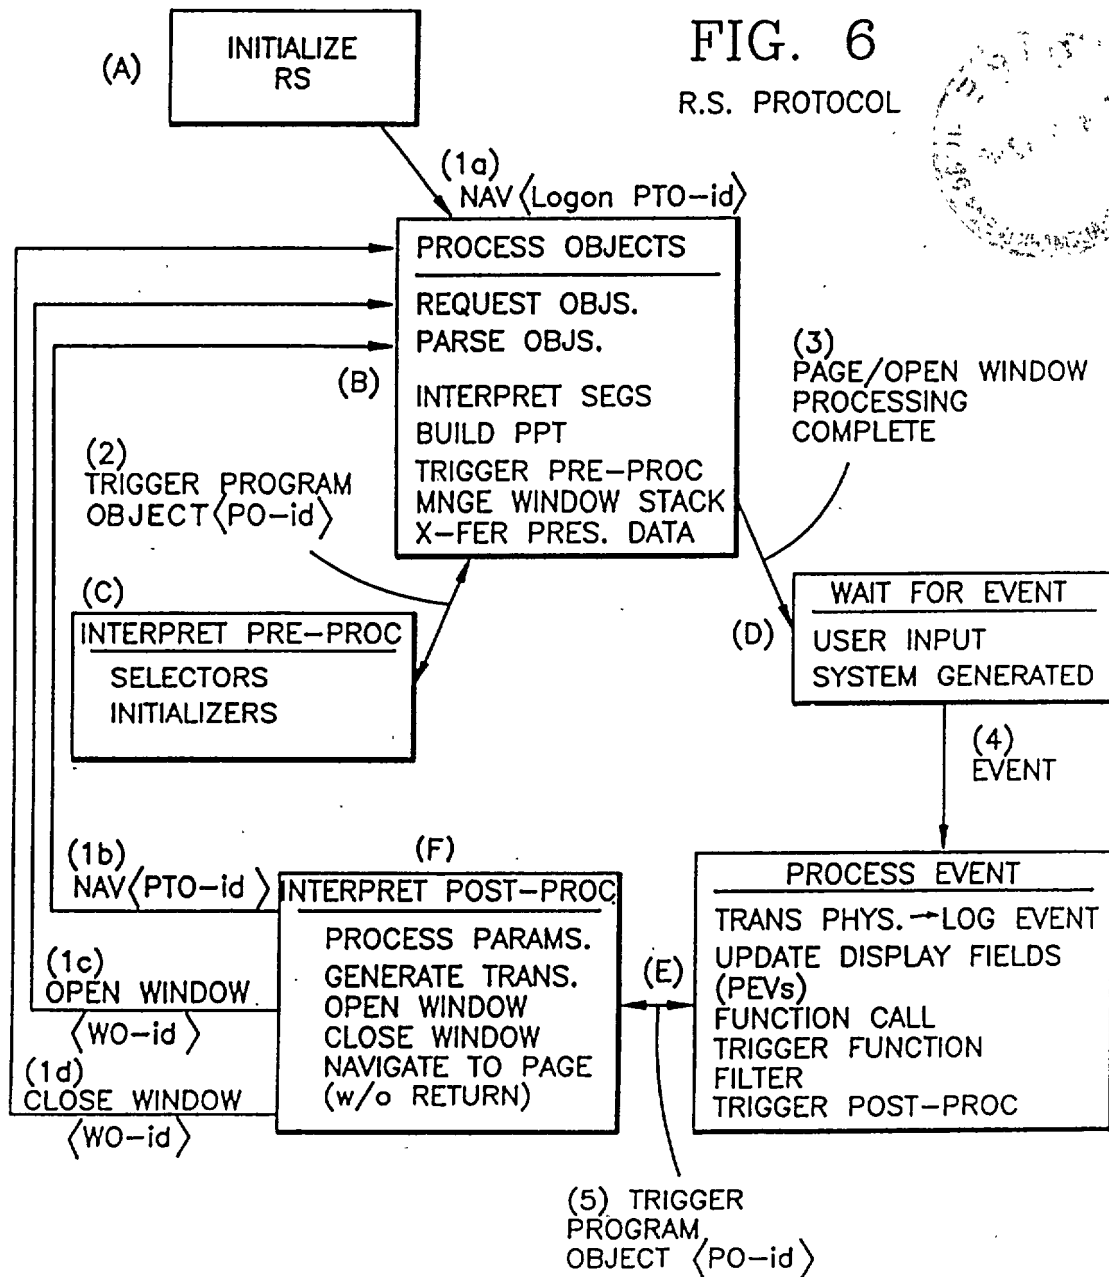 FIG. 6
R.S. PROTOCOL
(A)
INITIALIZE
RS
(1a)
NAV⟨Logon PTO-id⟩
PROCESS OBJECTS
REQUEST OBJS.
PARSE OBJS.
(B)
INTERPRET SEGS
BUILD PPT
TRIGGER PRE-PROC
MNGE WINDOW STACK
X-FER PRES. DATA
(2)
TRIGGER PROGRAM
OBJECT⟨PO-id⟩
(3)
PAGE/OPEN WINDOW
PROCESSING
COMPLETE
(C)
INTERPRET PRE-PROC
SELECTORS
INITIALIZERS
(D)
WAIT FOR EVENT
USER INPUT
SYSTEM GENERATED
(4)
EVENT
(1b)
NAV⟨PTO-id⟩
(1c)
OPEN WINDOW
⟨WO-id⟩
(1d)
CLOSE WINDOW
⟨WO-id⟩
(F)
INTERPRET POST-PROC
PROCESS PARAMS.
GENERATE TRANS.
OPEN WINDOW
CLOSE WINDOW
NAVIGATE TO PAGE
(w/o RETURN)
(E)
PROCESS EVENT
TRANS PHYS.→LOG EVENT
UPDATE DISPLAY FIELDS
(PEVs)
FUNCTION CALL
TRIGGER FUNCTION
FILTER
TRIGGER POST-PROC
(5) TRIGGER
PROGRAM
OBJECT ⟨PO-id⟩